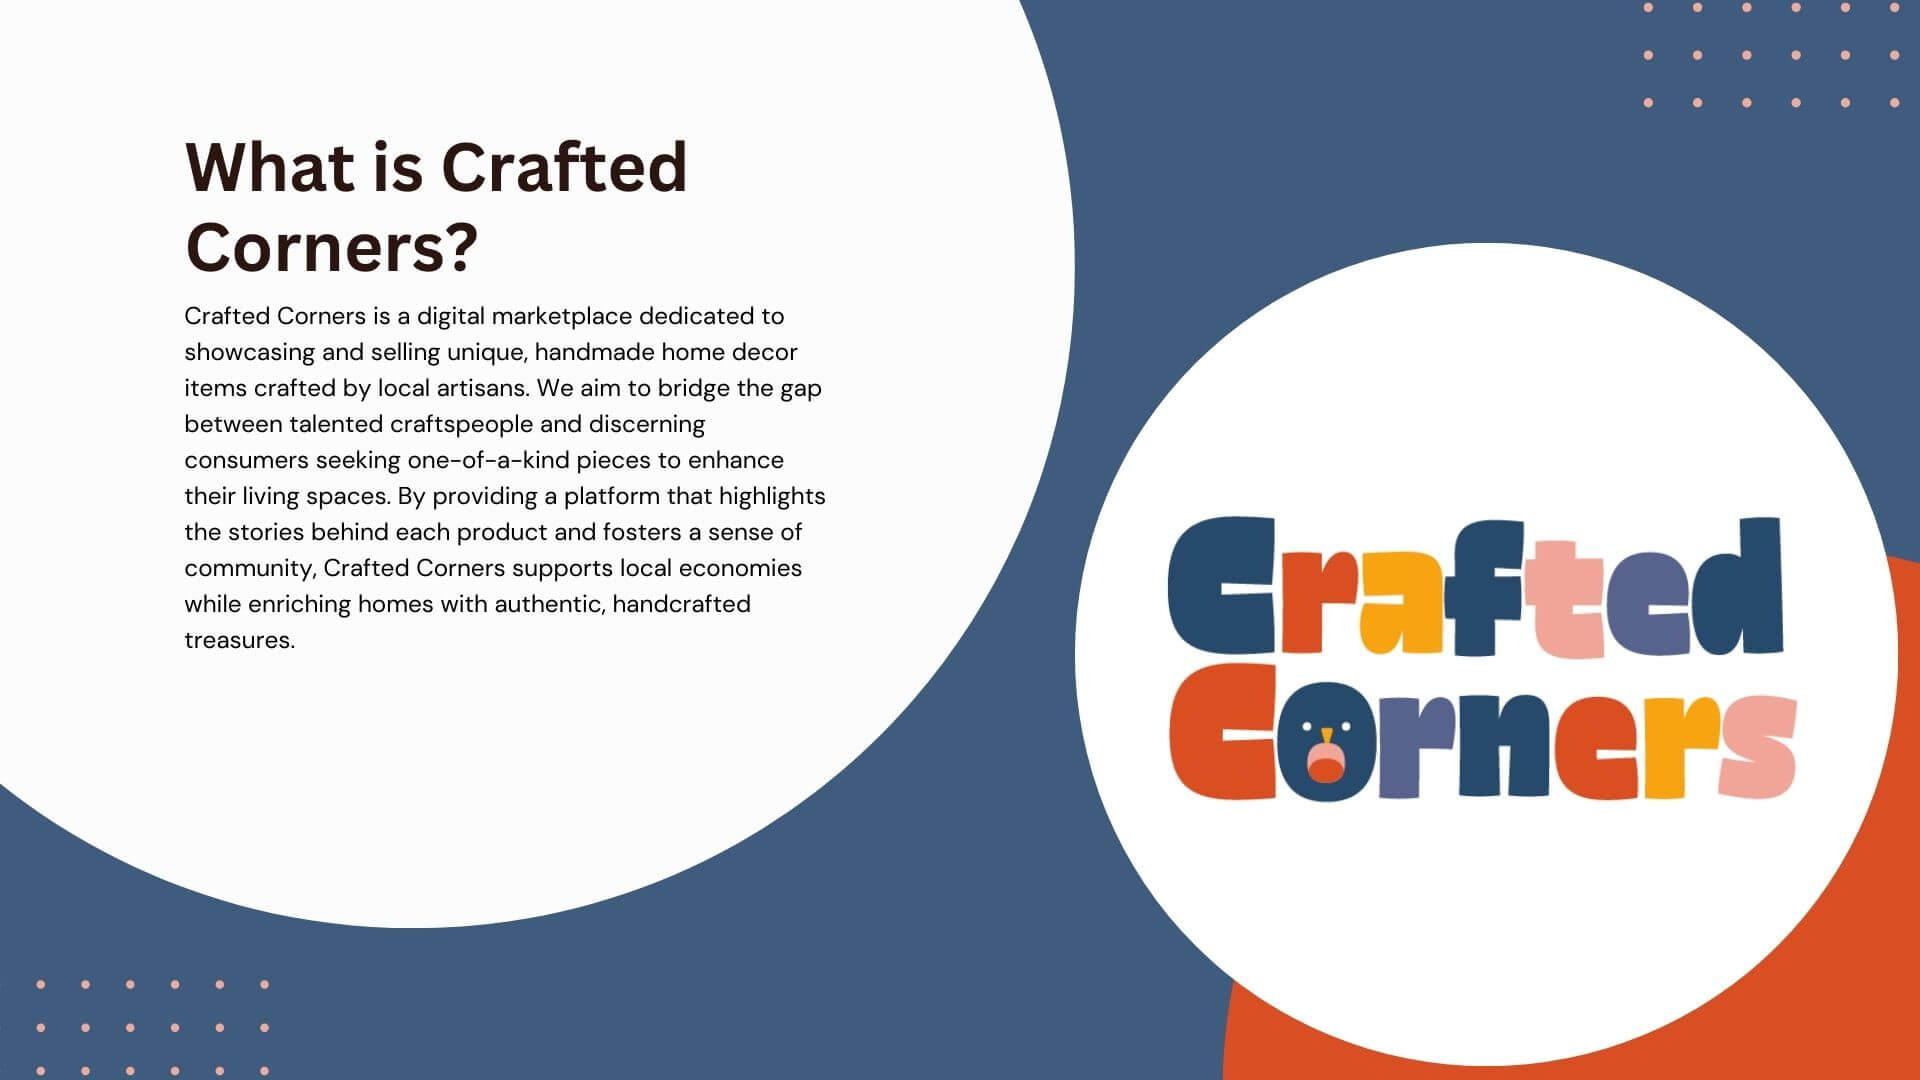 What is Crafted
Corners?
Crafted Corners is a digital marketplace dedicated to
showcasing and selling unique, handmade home decor
items crafted by local artisans. We aim to bridge the gap
between talented craftspeople and discerning
consumers seeking one-of-a-kind pieces to enhance
their living spaces. By providing a platform that highlights
the stories behind each product and fosters a sense of
community, Crafted Corners supports local economies
while enriching homes with authentic, handcrafted
treasures.
Crafted
Corners